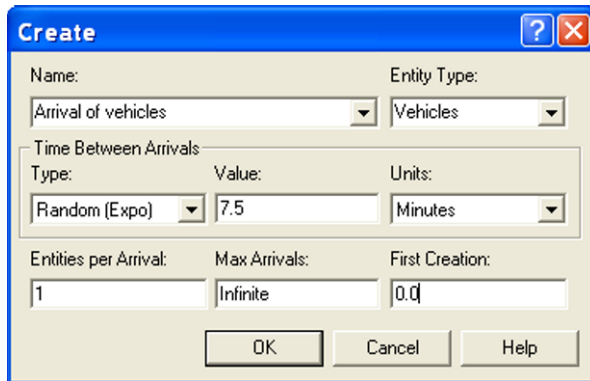 Create ?
Name: Entity Type:
Arrival of vehicles Vehicles
Time Between Arrivals
Type: Value: Units:
Random (Expo) 7.5 Minutes
Entities per Arrival: Max Arrivals: First Creation:
1 Infinite 0.0
OK Cancel Help